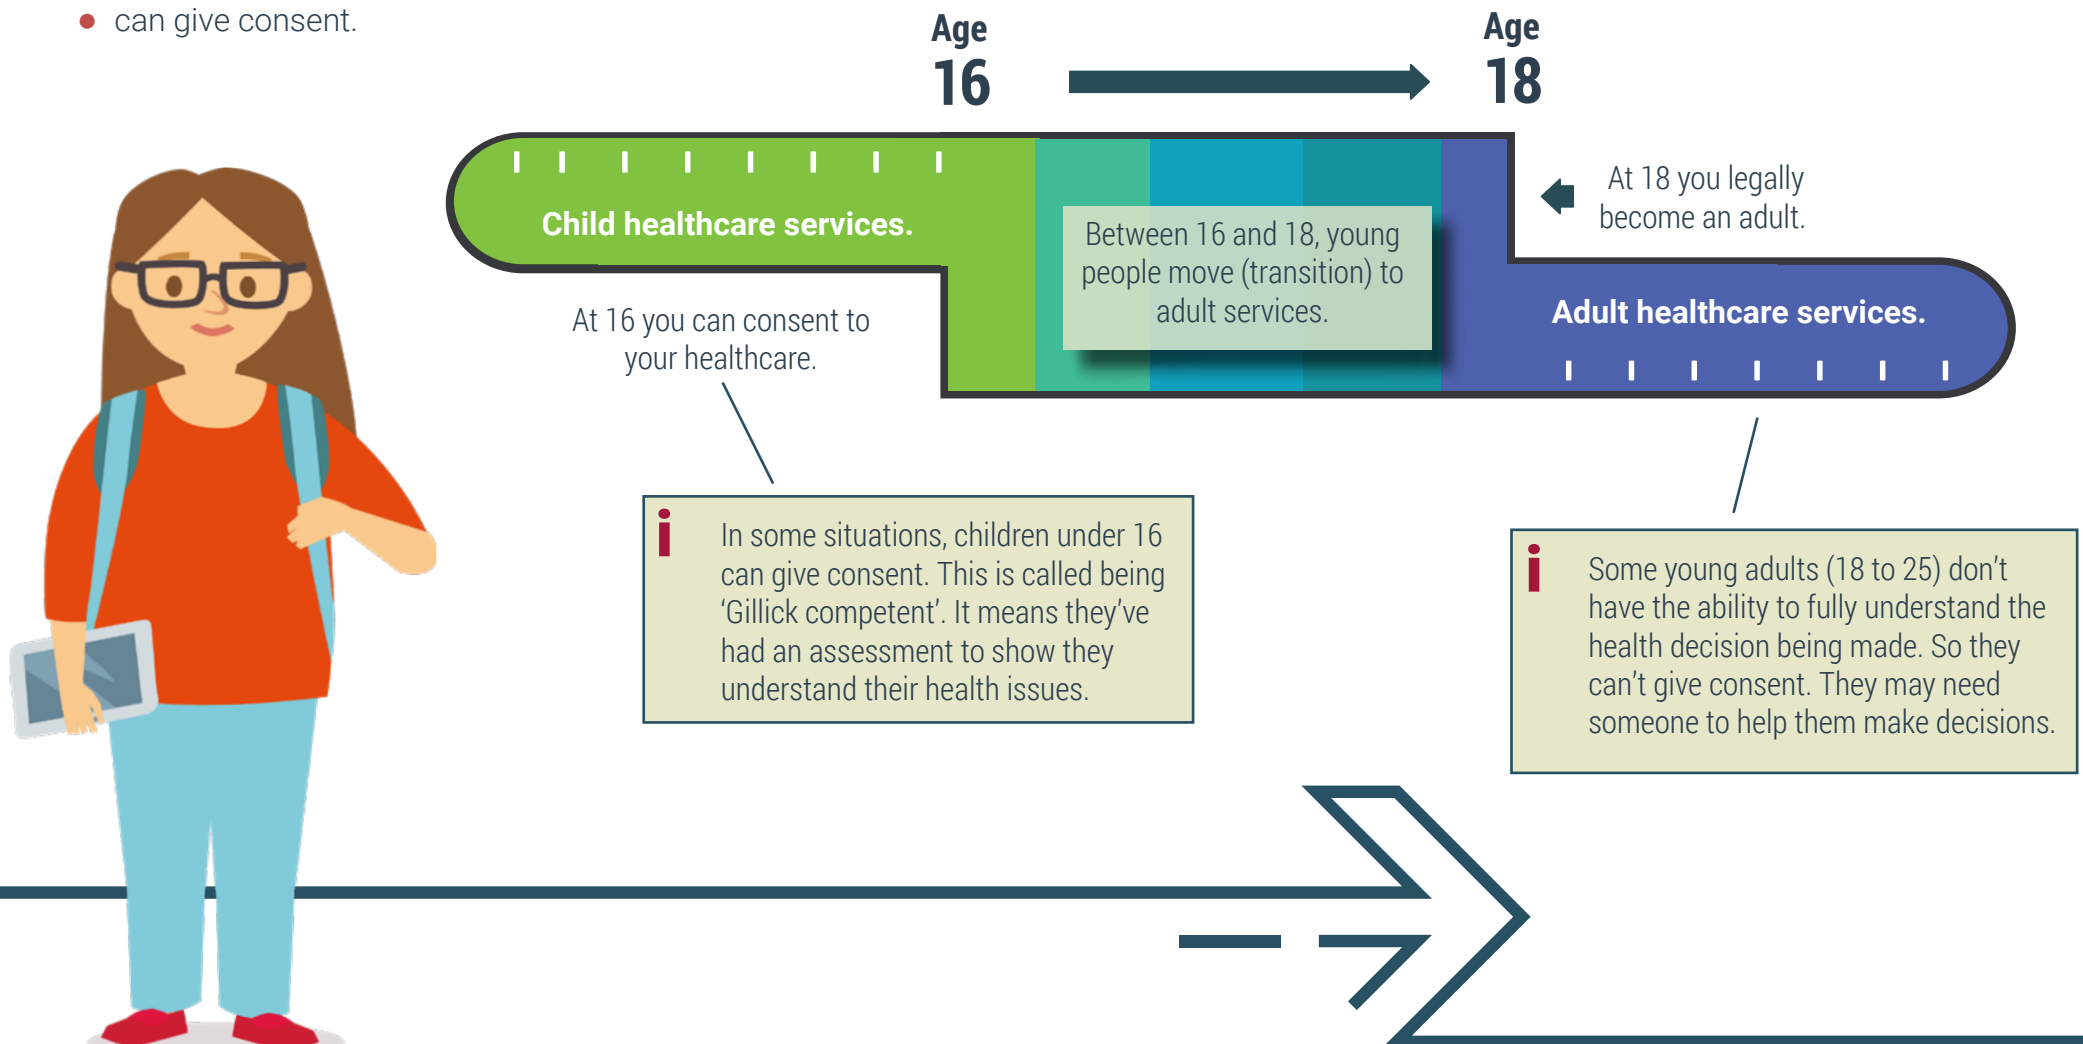 can give consent.
Age
16
Age
18
Child healthcare services.
At 18 you legally
become an adult.
Between 16 and 18, young
people move (transition) to
adult services.
At 16 you can consent to
your healthcare.
Adult healthcare services.
i
In some situations, children under 16
can give consent. This is called being
‘Gillick competent’. It means they’ve
had an assessment to show they
understand their health issues.
i
Some young adults (18 to 25) don’t
have the ability to fully understand the
health decision being made. So they
can’t give consent. They may need
someone to help them make decisions.